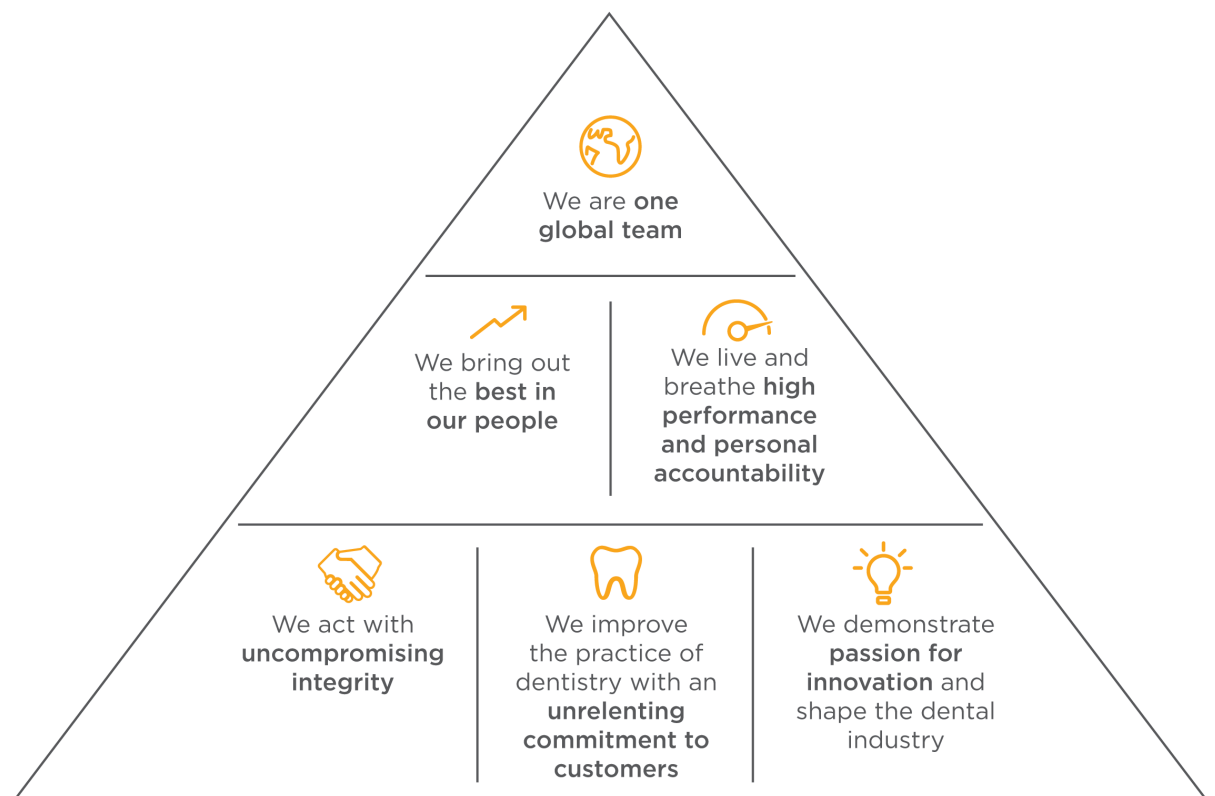 We are one
global team
We bring out
the best in
our people
We live and
breathe high
performance
and personal
accountability
We act with
uncompromising
integrity
We improve
the practice of
dentistry with an
unrelenting
commitment to
customers
We demonstrate
passion for
innovation and
shape the dental
industry